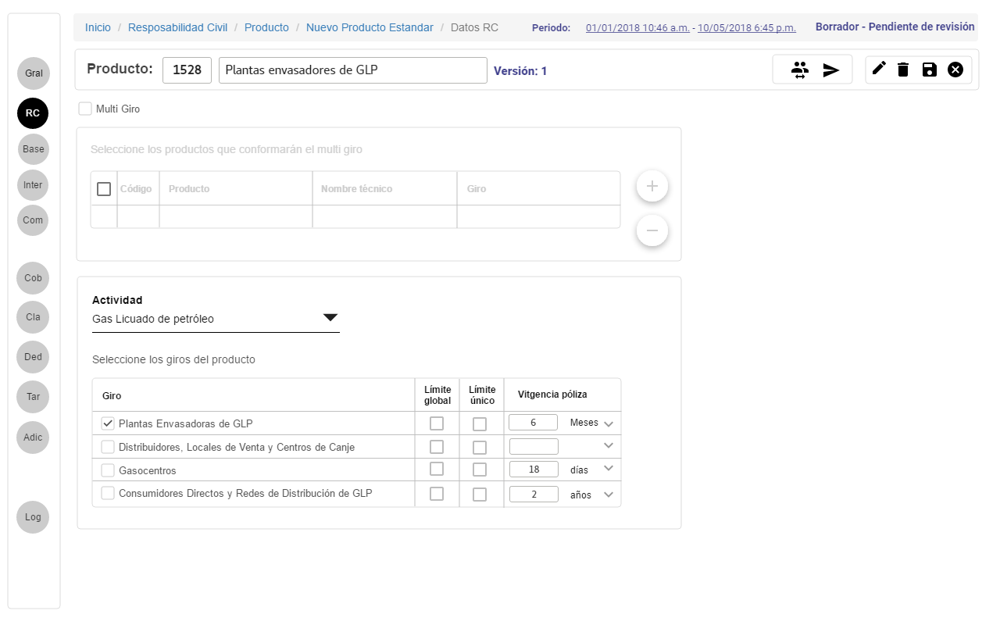 Inicio / Responsabilidad Civil / Producto / Nuevo Producto Estandar / Datos RC Periodo: 01/01/2018 10:46 a.m. - 10/05/2018 6:45 p.m. Borrador - Pendiente de revisión
Producto: 1528 Plantas envasadores de GLP Versión: 1
Gral
RC
Base
Inter
Com
Cob
Cla
Ded
Tar
Adic
Log
Multi Giro
Seleccione los productos que conformarán el multi giro
Código Producto Nombre tècnico Giro
Actividad
Gas Licuado de petróleo
Seleccione los giros del producto
Giro Límite global Límite único Vitgencia póliza
Plantas Envasadoras de GLP 6 Meses
Distribuidores, Locales de Venta y Centros de Canje
Gasocentros 18 días
Consumidores Directos y Redes de Distribución de GLP 2 años